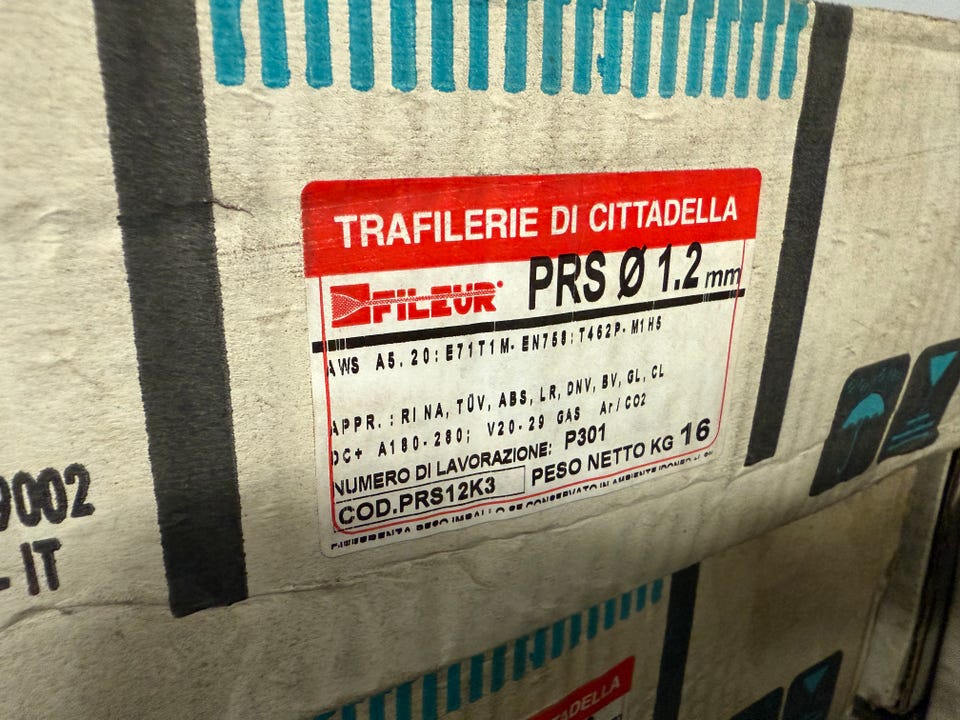 TRAFILERIE DI CITTADELLA
FILEUR PRS Ø 1.2 mm
AWS A5.20:E71T1M-EN758:T462P-M1H5
APPR.:RINA, TÜV, ABS, LR, DNV, BV, GL, CL
DC+ A180-280; V20-29 GAS Ar/CO2
NUMERO DI LAVORAZIONE: P301
COD.PRS12K3 PESO NETTO KG 16
9002
- IT
TADELLA